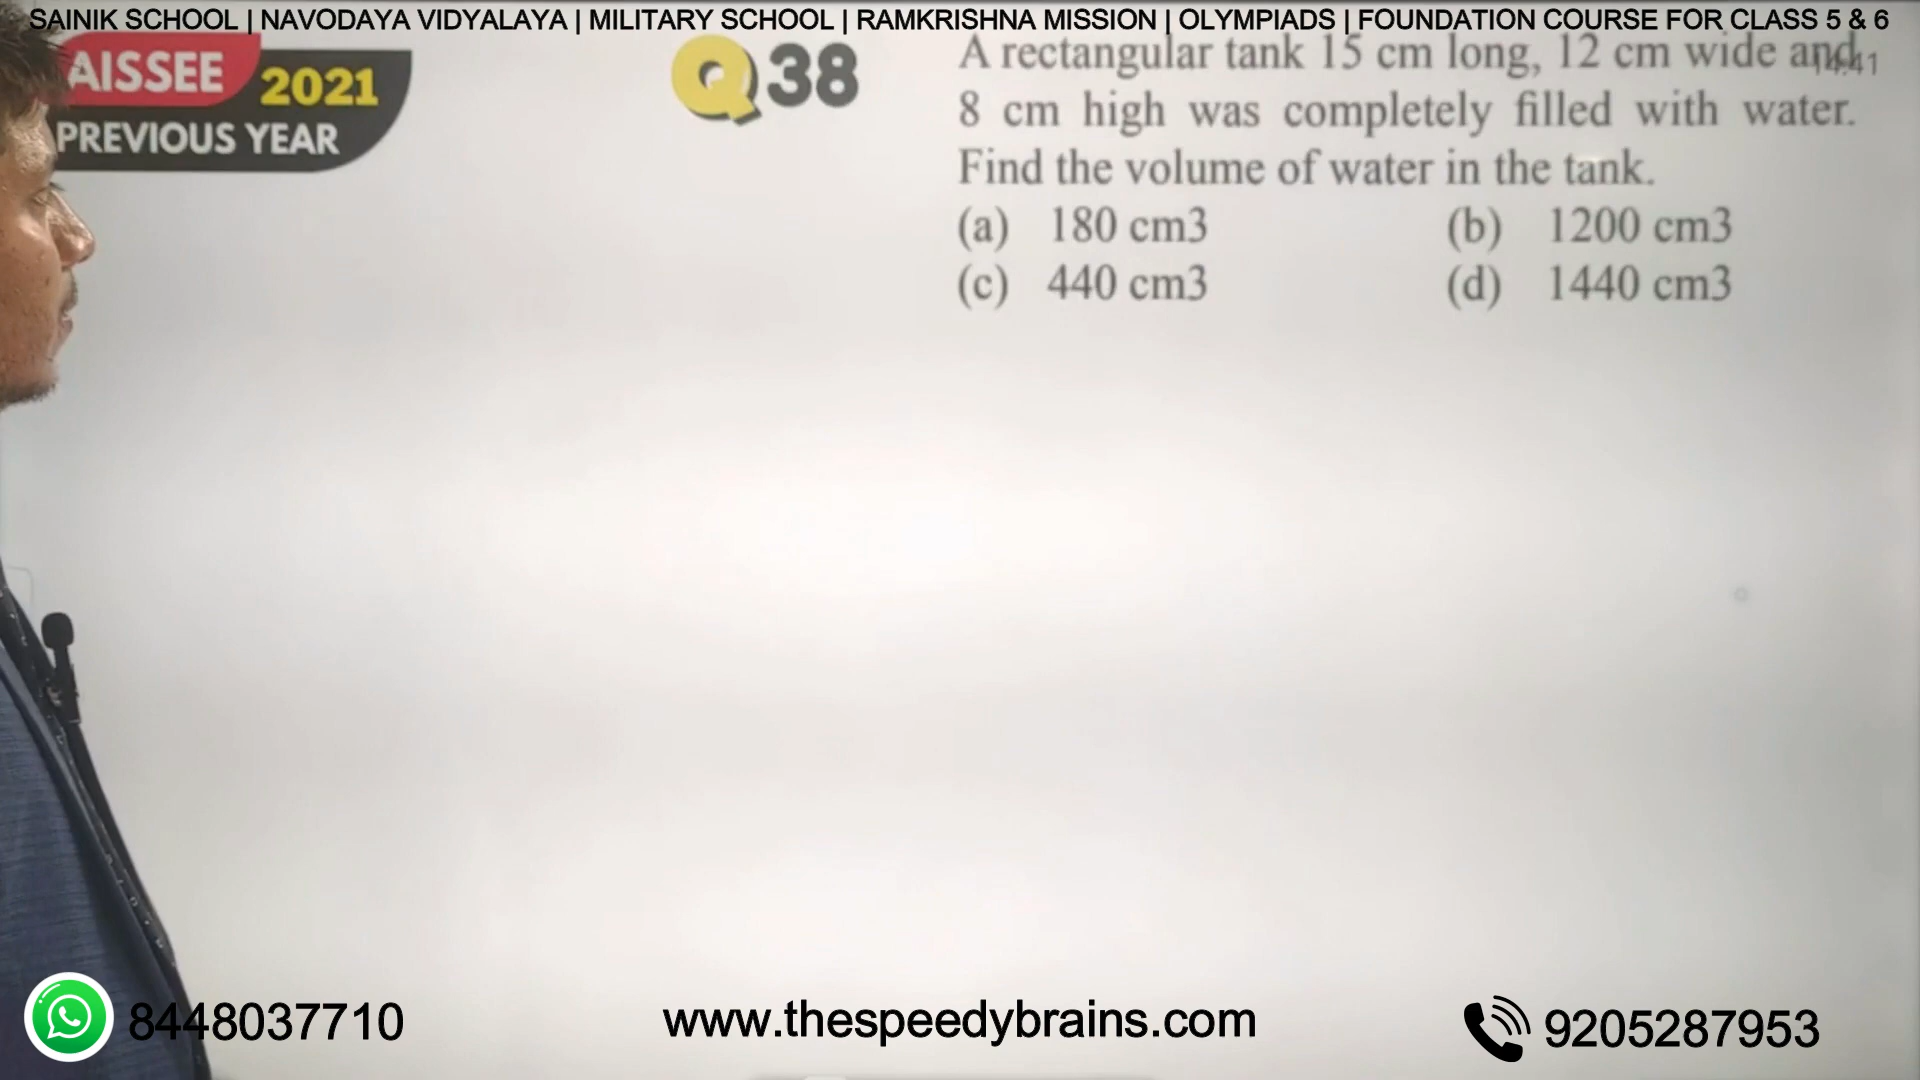 SAINIK SCHOOL | NAVODAYA VIDYALAYA | MILITARY SCHOOL | RAMKRISHNA MISSION | OLYMPIADS | FOUNDATION COURSE FOR CLASS 5 & 6
AISSEE 2021
PREVIOUS YEAR
Q 38
A rectangular tank 15 cm long, 12 cm wide and
8 cm high was completely filled with water.
Find the volume of water in the tank.
(a) 180 cm3 (b) 1200 cm3
(c) 440 cm3 (d) 1440 cm3
8448037710 www.thespeedybrains.com 9205287953